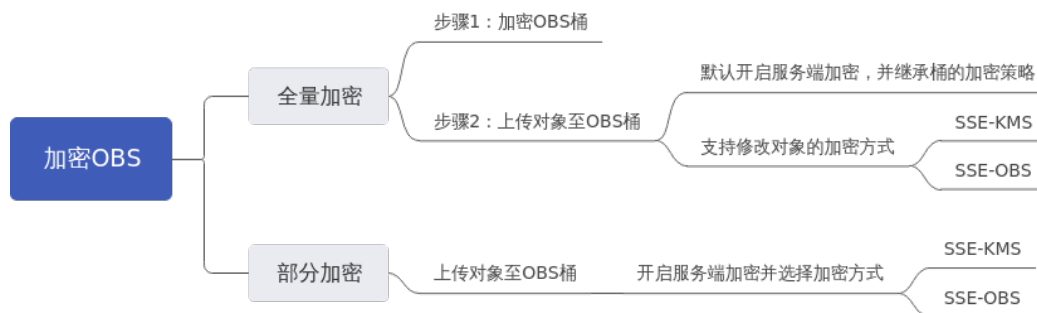 加密OBS
全量加密
步骤1：加密OBS桶
步骤2：上传对象至OBS桶
默认开启服务端加密，并继承桶的加密策略
支持修改对象的加密方式
SSE-KMS
SSE-OBS
部分加密
上传对象至OBS桶
开启服务端加密并选择加密方式
SSE-KMS
SSE-OBS